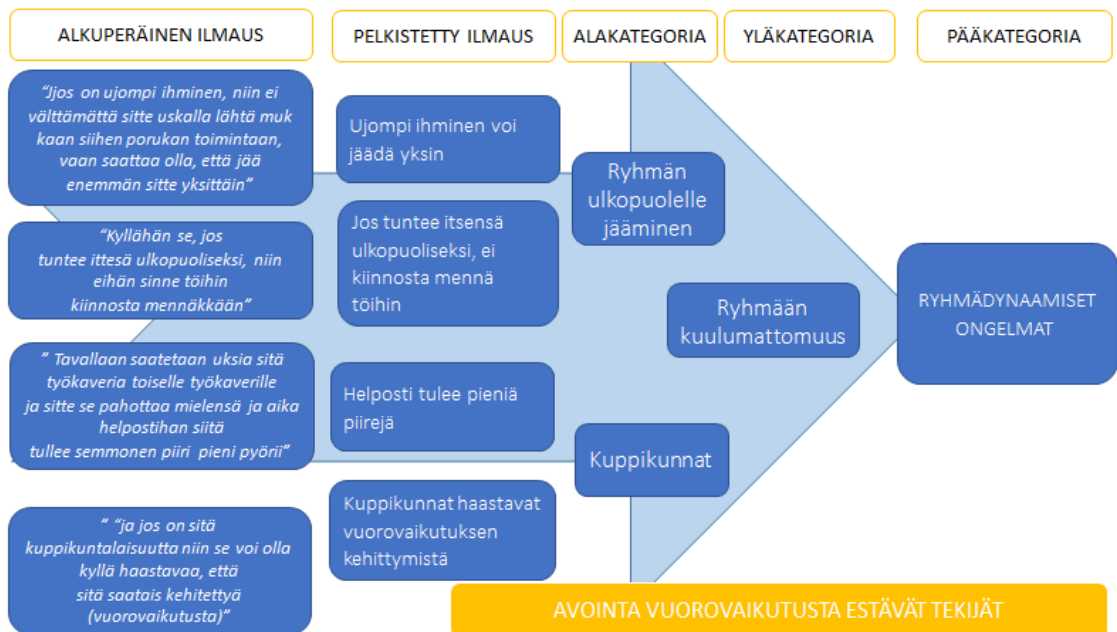 ALKUPERÄINEN ILMAUS
PELKISTETTY ILMAUS
ALAKATEGORIA
YLÄKATEGORIA
PÄÄKATEGORIA
"Jjos on ujompi ihminen, niin ei
välttämättä sitte uskalla lähtä muk
kaan siihen porukan toimintaan,
vaan saattaa olla, että jää
enemmän sitte yksittäin"
"Kyllähän se, jos
tuntee ittesä ulkopuoliseksi, niin
eihän sinne töihin
kiinnosta mennäkkään"
" Tavallaan saatetaan uksia sitä
työkaveria toiselle työkaverille
ja sitte se pahottaa mielensä ja aika
helpostihan siitä
tullee semmonen piiri pieni pyörii"
" "ja jos on sitä
kuppikuntalaisuutta niin se voi olla
kyllä haastavaa, että
sitä saatais kehitettyä
(vuorovaikutusta)"
Ujompi ihminen voi
jäädä yksin
Jos tuntee itsensä
ulkopuoliseksi, ei
kiinnosta mennä
töihin
Helposti tulee pieniä
piirejä
Kuppikunnat haastavat
vuorovaikutuksen
kehittymistä
Ryhmän
ulkopuolelle
jääminen
Kuppikunnat
Ryhmään
kuulumattomuus
RYHMÄDYNAAMISET
ONGELMAT
AVOINTA VUOROVAIKUTUSTA ESTÄVÄT TEKIJÄT